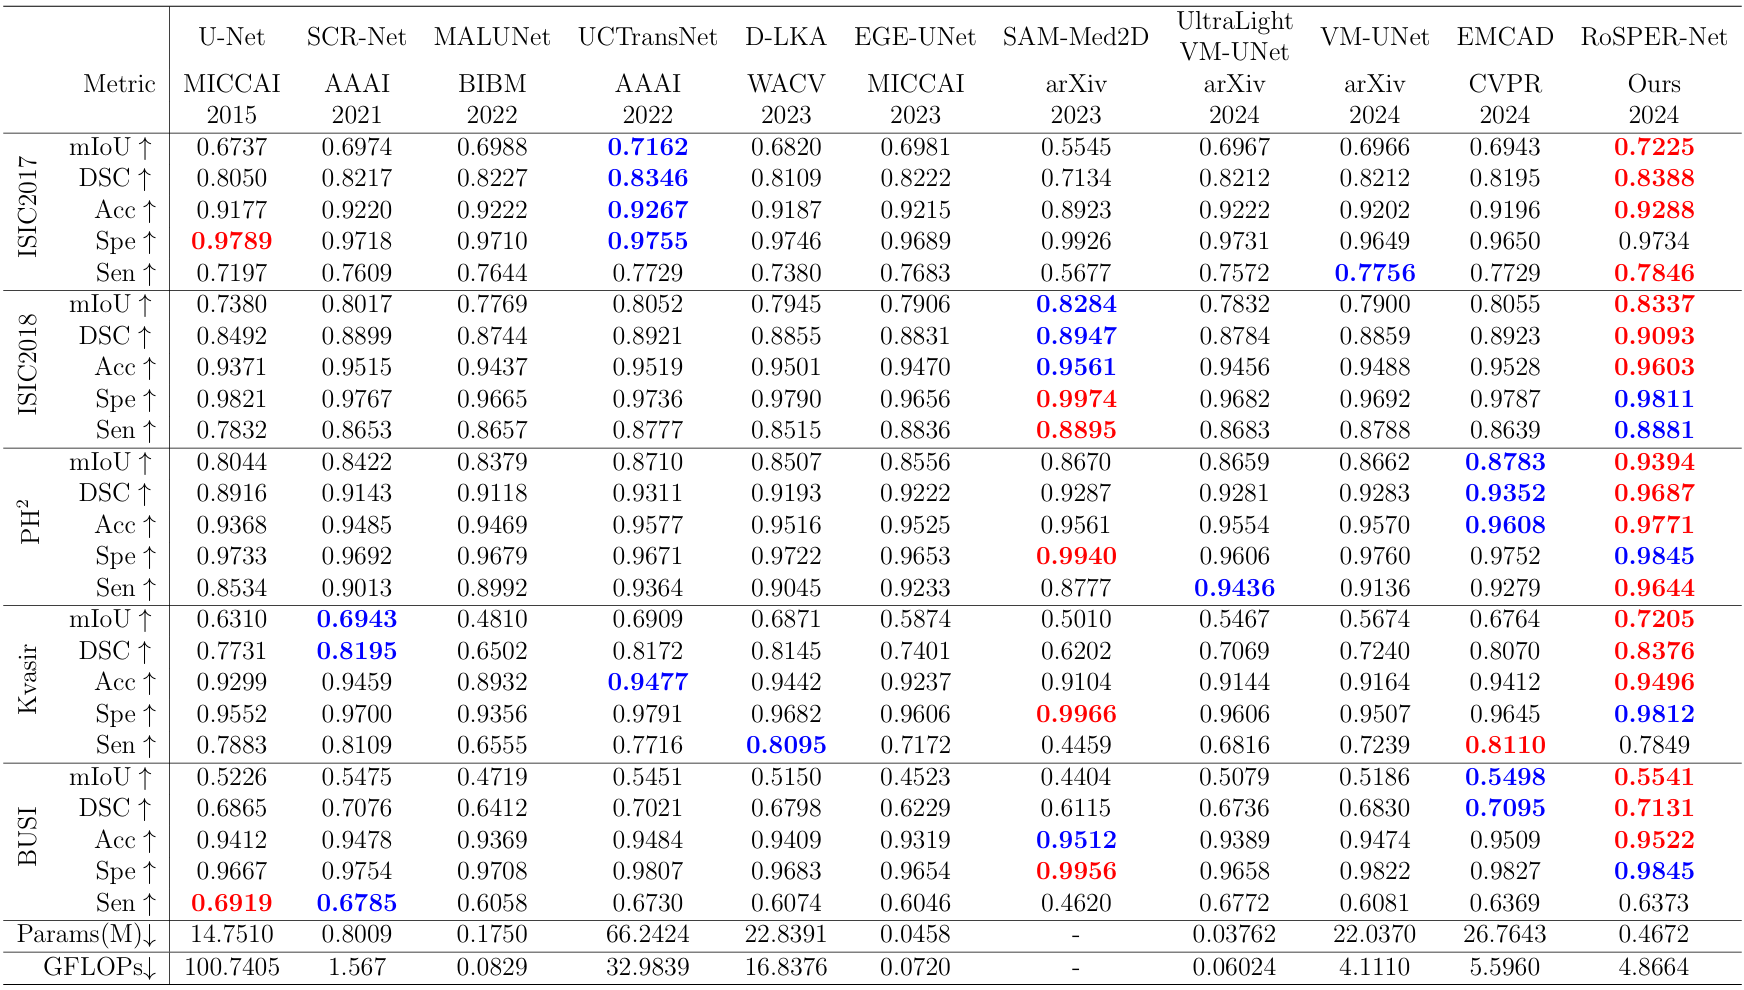 U-Net SCR-Net MALUNet UCTransNet D-LKA EGE-UNet SAM-Med2D UltraLight VM-UNet VM-UNet EMCAD RoSPER-Net
Metric MICCAI AAAI BIBM AAAI WACV MICCAI arXiv arXiv arXiv CVPR Ours
2015 2021 2022 2022 2023 2023 2023 2024 2024 2024 2024
ISIC2017
mIoU ↑ 0.6737 0.6974 0.6988 0.7162 0.6820 0.6981 0.5545 0.6967 0.6966 0.6943 0.7225
DSC ↑ 0.8050 0.8217 0.8227 0.8346 0.8109 0.8222 0.7134 0.8212 0.8212 0.8195 0.8388
Acc ↑ 0.9177 0.9220 0.9222 0.9267 0.9187 0.9215 0.8923 0.9222 0.9202 0.9196 0.9288
Spe ↑ 0.9789 0.9718 0.9710 0.9755 0.9746 0.9689 0.9926 0.9731 0.9649 0.9650 0.9734
Sen ↑ 0.7197 0.7609 0.7644 0.7729 0.7380 0.7683 0.5677 0.7572 0.7756 0.7729 0.7846
ISIC2018
mIoU ↑ 0.7380 0.8017 0.7769 0.8052 0.7945 0.7906 0.8284 0.7832 0.7900 0.8055 0.8337
DSC ↑ 0.8492 0.8899 0.8744 0.8921 0.8855 0.8831 0.8947 0.8784 0.8859 0.8923 0.9093
Acc ↑ 0.9371 0.9515 0.9437 0.9519 0.9501 0.9470 0.9561 0.9456 0.9488 0.9528 0.9603
Spe ↑ 0.9821 0.9767 0.9665 0.9736 0.9790 0.9656 0.9974 0.9682 0.9692 0.9787 0.9811
Sen ↑ 0.7832 0.8653 0.8657 0.8777 0.8515 0.8836 0.8895 0.8683 0.8788 0.8639 0.8881
PH²
mIoU ↑ 0.8044 0.8422 0.8379 0.8710 0.8507 0.8556 0.8670 0.8659 0.8662 0.8783 0.9394
DSC ↑ 0.8916 0.9143 0.9118 0.9311 0.9193 0.9222 0.9287 0.9281 0.9283 0.9352 0.9687
Acc ↑ 0.9368 0.9485 0.9469 0.9577 0.9516 0.9525 0.9561 0.9554 0.9570 0.9608 0.9771
Spe ↑ 0.9733 0.9692 0.9679 0.9671 0.9722 0.9653 0.9940 0.9606 0.9760 0.9752 0.9845
Sen ↑ 0.8534 0.9013 0.8992 0.9364 0.9045 0.9233 0.8777 0.9436 0.9136 0.9279 0.9644
Kvasir
mIoU ↑ 0.6310 0.6943 0.4810 0.6909 0.6871 0.5874 0.5010 0.5467 0.5674 0.6764 0.7205
DSC ↑ 0.7731 0.8195 0.6502 0.8172 0.8145 0.7401 0.6202 0.7069 0.7240 0.8070 0.8376
Acc ↑ 0.9299 0.9459 0.8932 0.9477 0.9442 0.9237 0.9104 0.9144 0.9164 0.9412 0.9496
Spe ↑ 0.9552 0.9700 0.9356 0.9791 0.9682 0.9606 0.9966 0.9606 0.9507 0.9645 0.9812
Sen ↑ 0.7883 0.8109 0.6555 0.7716 0.8095 0.7172 0.4459 0.6816 0.7239 0.8110 0.7849
BUSI
mIoU ↑ 0.5226 0.5475 0.4719 0.5451 0.5150 0.4523 0.4404 0.5079 0.5186 0.5498 0.5541
DSC ↑ 0.6865 0.7076 0.6412 0.7021 0.6798 0.6229 0.6115 0.6736 0.6830 0.7095 0.7131
Acc ↑ 0.9412 0.9478 0.9369 0.9484 0.9409 0.9319 0.9512 0.9389 0.9474 0.9509 0.9522
Spe ↑ 0.9667 0.9754 0.9708 0.9807 0.9683 0.9654 0.9956 0.9658 0.9822 0.9827 0.9845
Sen ↑ 0.6919 0.6785 0.6058 0.6730 0.6074 0.6046 0.4620 0.6772 0.6081 0.6369 0.6373
Params(M)↓ 14.7510 0.8009 0.1750 66.2424 22.8391 0.0458 - 0.03762 22.0370 26.7643 0.4672
GFLOPs↓ 100.7405 1.567 0.0829 32.9839 16.8376 0.0720 - 0.06024 4.1110 5.5960 4.8664